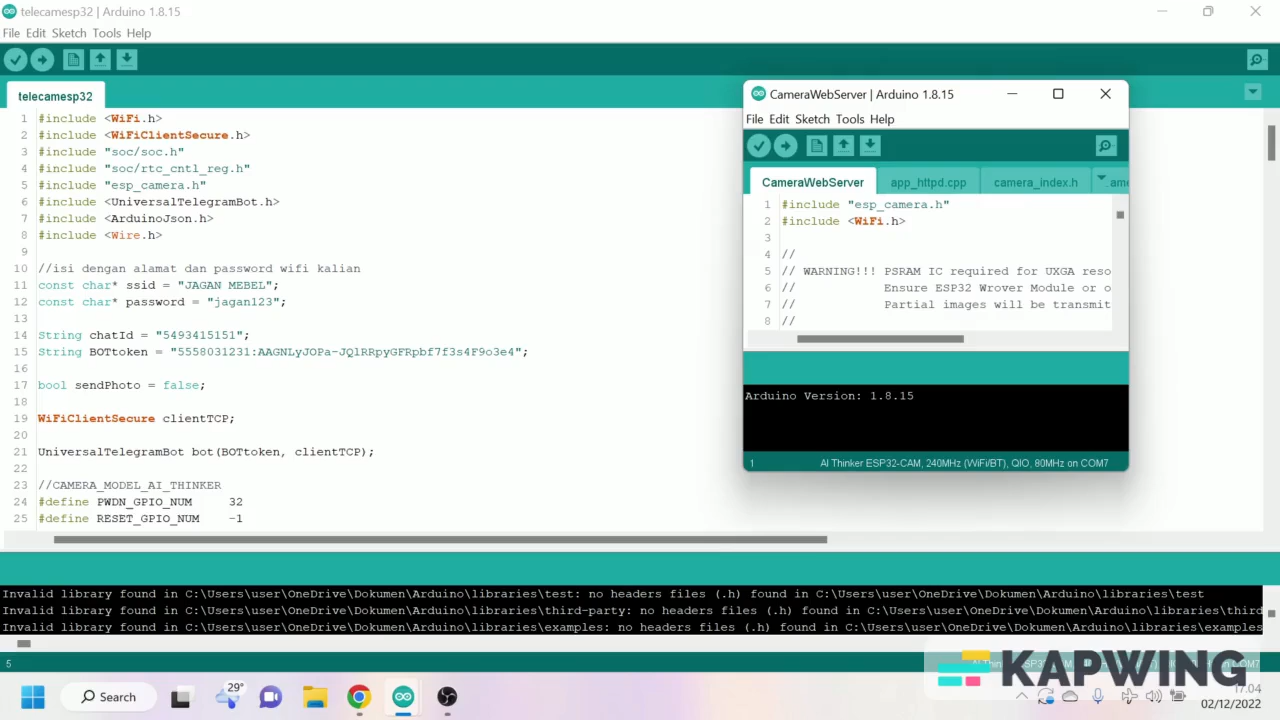 telecamesp32 | Arduino 1.8.15
File Edit Sketch Tools Help
telecamesp32
1 #include <WiFi.h>
2 #include <WiFiClientSecure.h>
3 #include "soc/soc.h"
4 #include "soc/rtc_cntl_reg.h"
5 #include "esp_camera.h"
6 #include <UniversalTelegramBot.h>
7 #include <ArduinoJson.h>
8 #include <Wire.h>
9
10 //isi dengan alamat dan password wifi kalian
11 const char* ssid = "JAGAN MEBEL";
12 const char* password = "jagan123";
13
14 String chatId = "5493415151";
15 String BOTtoken = "5558031231:AAGNLyJOPa-JQlRRpyGFRpbf7f3s4F9o3e4";
16
17 bool sendPhoto = false;
18
19 WiFiClientSecure clientTCP;
20
21 UniversalTelegramBot bot(BOTtoken, clientTCP);
22
23 //CAMERA_MODEL_AI_THINKER
24 #define PWDN_GPIO_NUM 32
25 #define RESET_GPIO_NUM -1
CameraWebServer | Arduino 1.8.15
File Edit Sketch Tools Help
CameraWebServer app_httpd.cpp camera_index.h
1 #include "esp_camera.h"
2 #include <WiFi.h>
3
4 //
5 // WARNING!!! PSRAM IC required for UXGA reso
6 // Ensure ESP32 Wrover Module or o
7 // Partial images will be transmit
8 //
Arduino Version: 1.8.15
1 AI Thinker ESP32-CAM, 240MHz (WiFi/BT), QIO, 80MHz on COM7
Invalid library found in C:\Users\user\OneDrive\Dokumen\Arduino\libraries\test: no headers files (.h) found in C:\Users\user\OneDrive\Dokumen\Arduino\libraries\test
Invalid library found in C:\Users\user\OneDrive\Dokumen\Arduino\libraries\third-party: no headers files (.h) found in C:\Users\user\OneDrive\Dokumen\Arduino\libraries\third
Invalid library found in C:\Users\user\OneDrive\Dokumen\Arduino\libraries\examples: no headers files (.h) found in C:\Users\user\OneDrive\Dokumen\Arduino\libraries\examples
5
KAPWING
29°
Search
17.04
02/12/2022